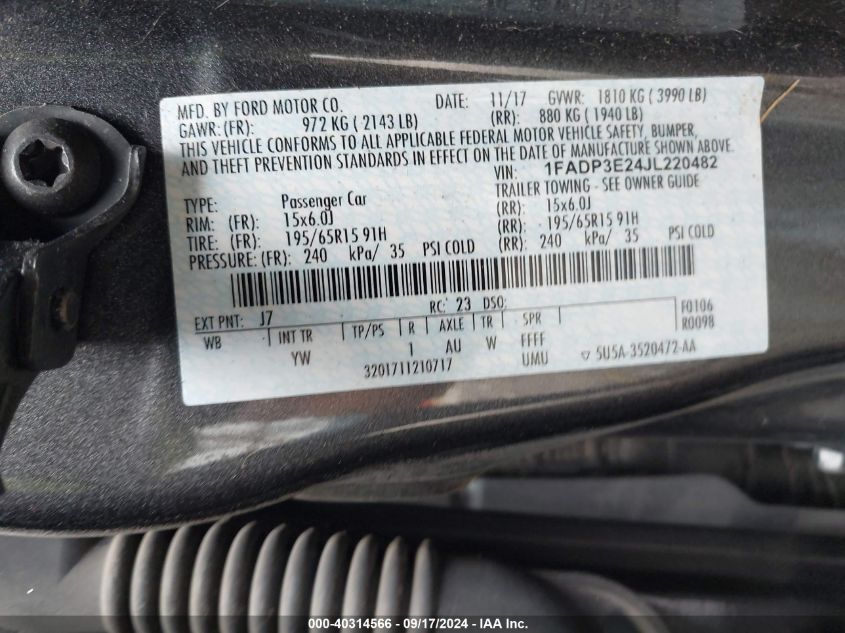 MFD. BY FORD MOTOR CO. DATE: 11/17 GVWR: 1810 KG ( 3990 LB)
GAWR:(FR): 972 KG ( 2143 LB) (RR): 880 KG ( 1940 LB)
THIS VEHICLE CONFORMS TO ALL APPLICABLE FEDERAL MOTOR VEHICLE SAFETY, BUMPER,
AND THEFT PREVENTION STANDARDS IN EFFECT ON THE DATE OF MANUFACTURE SHOWN ABOVE.
VIN: 1FADP3E24JL220482
TYPE: Passenger Car TRAILER TOWING - SEE OWNER GUIDE
RIM: (FR): 15x6.0J (RR): 15x6.0J
TIRE: (FR): 195/65R15 91H (RR): 195/65R15 91H
PRESSURE: (FR): 240 kPa/ 35 PSI COLD (RR): 240 kPa/ 35 PSI COLD
EXT PNT: J7 RC: 23 DSO: F0106
WB INT TR TP/PS R AXLE TR SPR R0098
YW 1 AU W FFFF
3201711210717 UMU ▽ 5U5A-3520472-AA
000-40314566 - 09/17/2024 - IAA Inc.